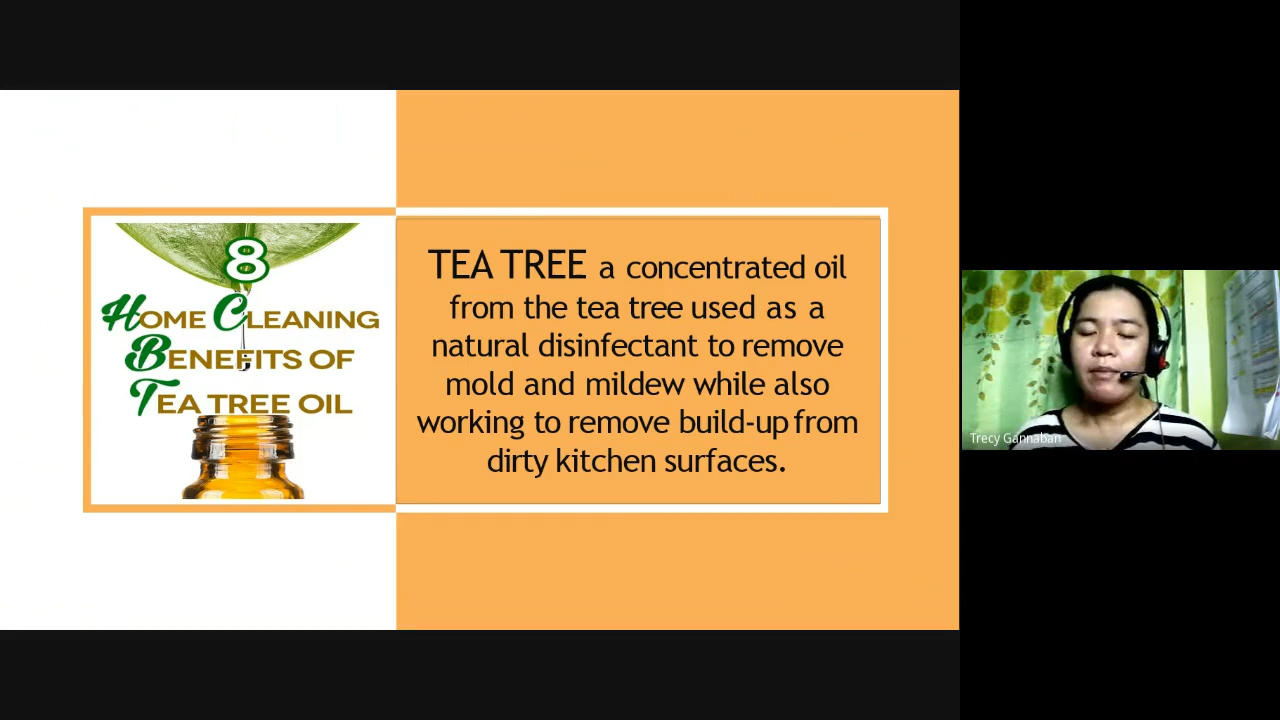 8
HOME CLEANING
BENEFITS OF
TEA TREE OIL
TEA TREE a concentrated oil
from the tea tree used as a
natural disinfectant to remove
mold and mildew while also
working to remove build-up from
dirty kitchen surfaces.
Trecy Gannaban